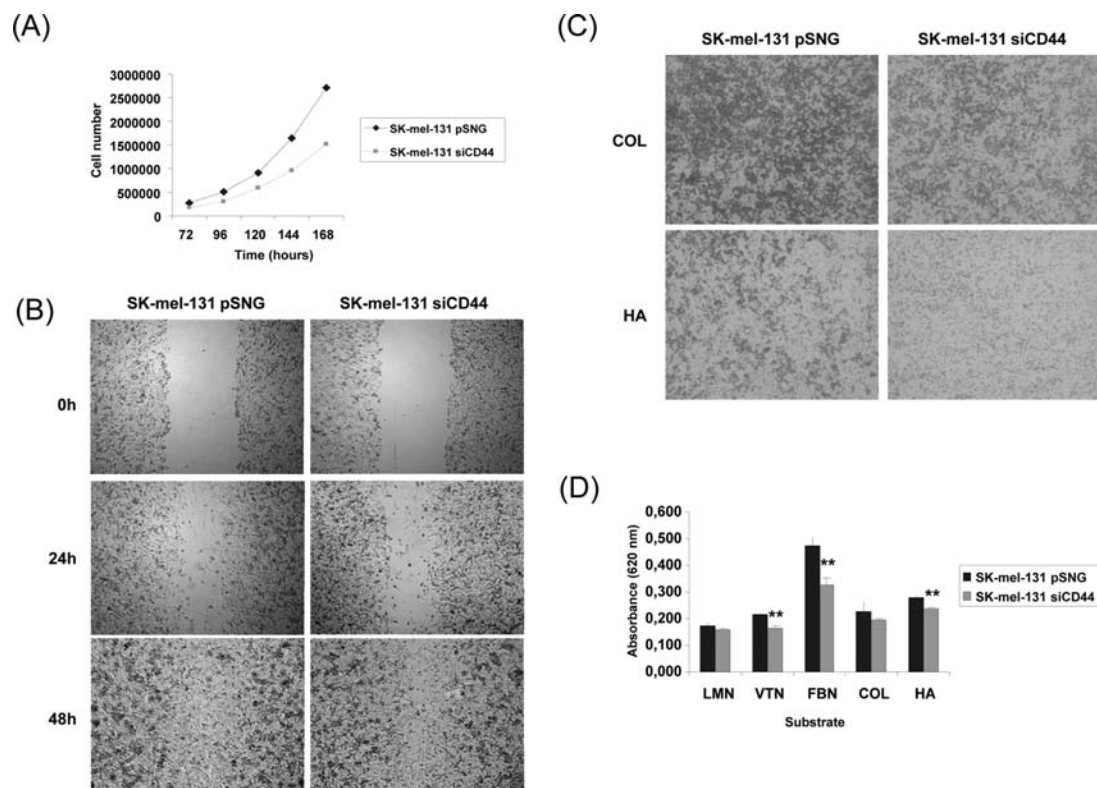 (A)
3000000
2500000
2000000
1500000
1000000
500000
0
Cell number
72 96 120 144 168
Time (hours)
SK-mel-131 pSNG
SK-mel-131 siCD44
(B)
SK-mel-131 pSNG SK-mel-131 siCD44
0h
24h
48h
(C)
SK-mel-131 pSNG SK-mel-131 siCD44
COL
HA
(D)
0,600
0,500
0,400
0,300
0,200
0,100
0,000
Absorbance (620 nm)
**
**
**
LMN VTN FBN COL HA
Substrate
SK-mel-131 pSNG
SK-mel-131 siCD44